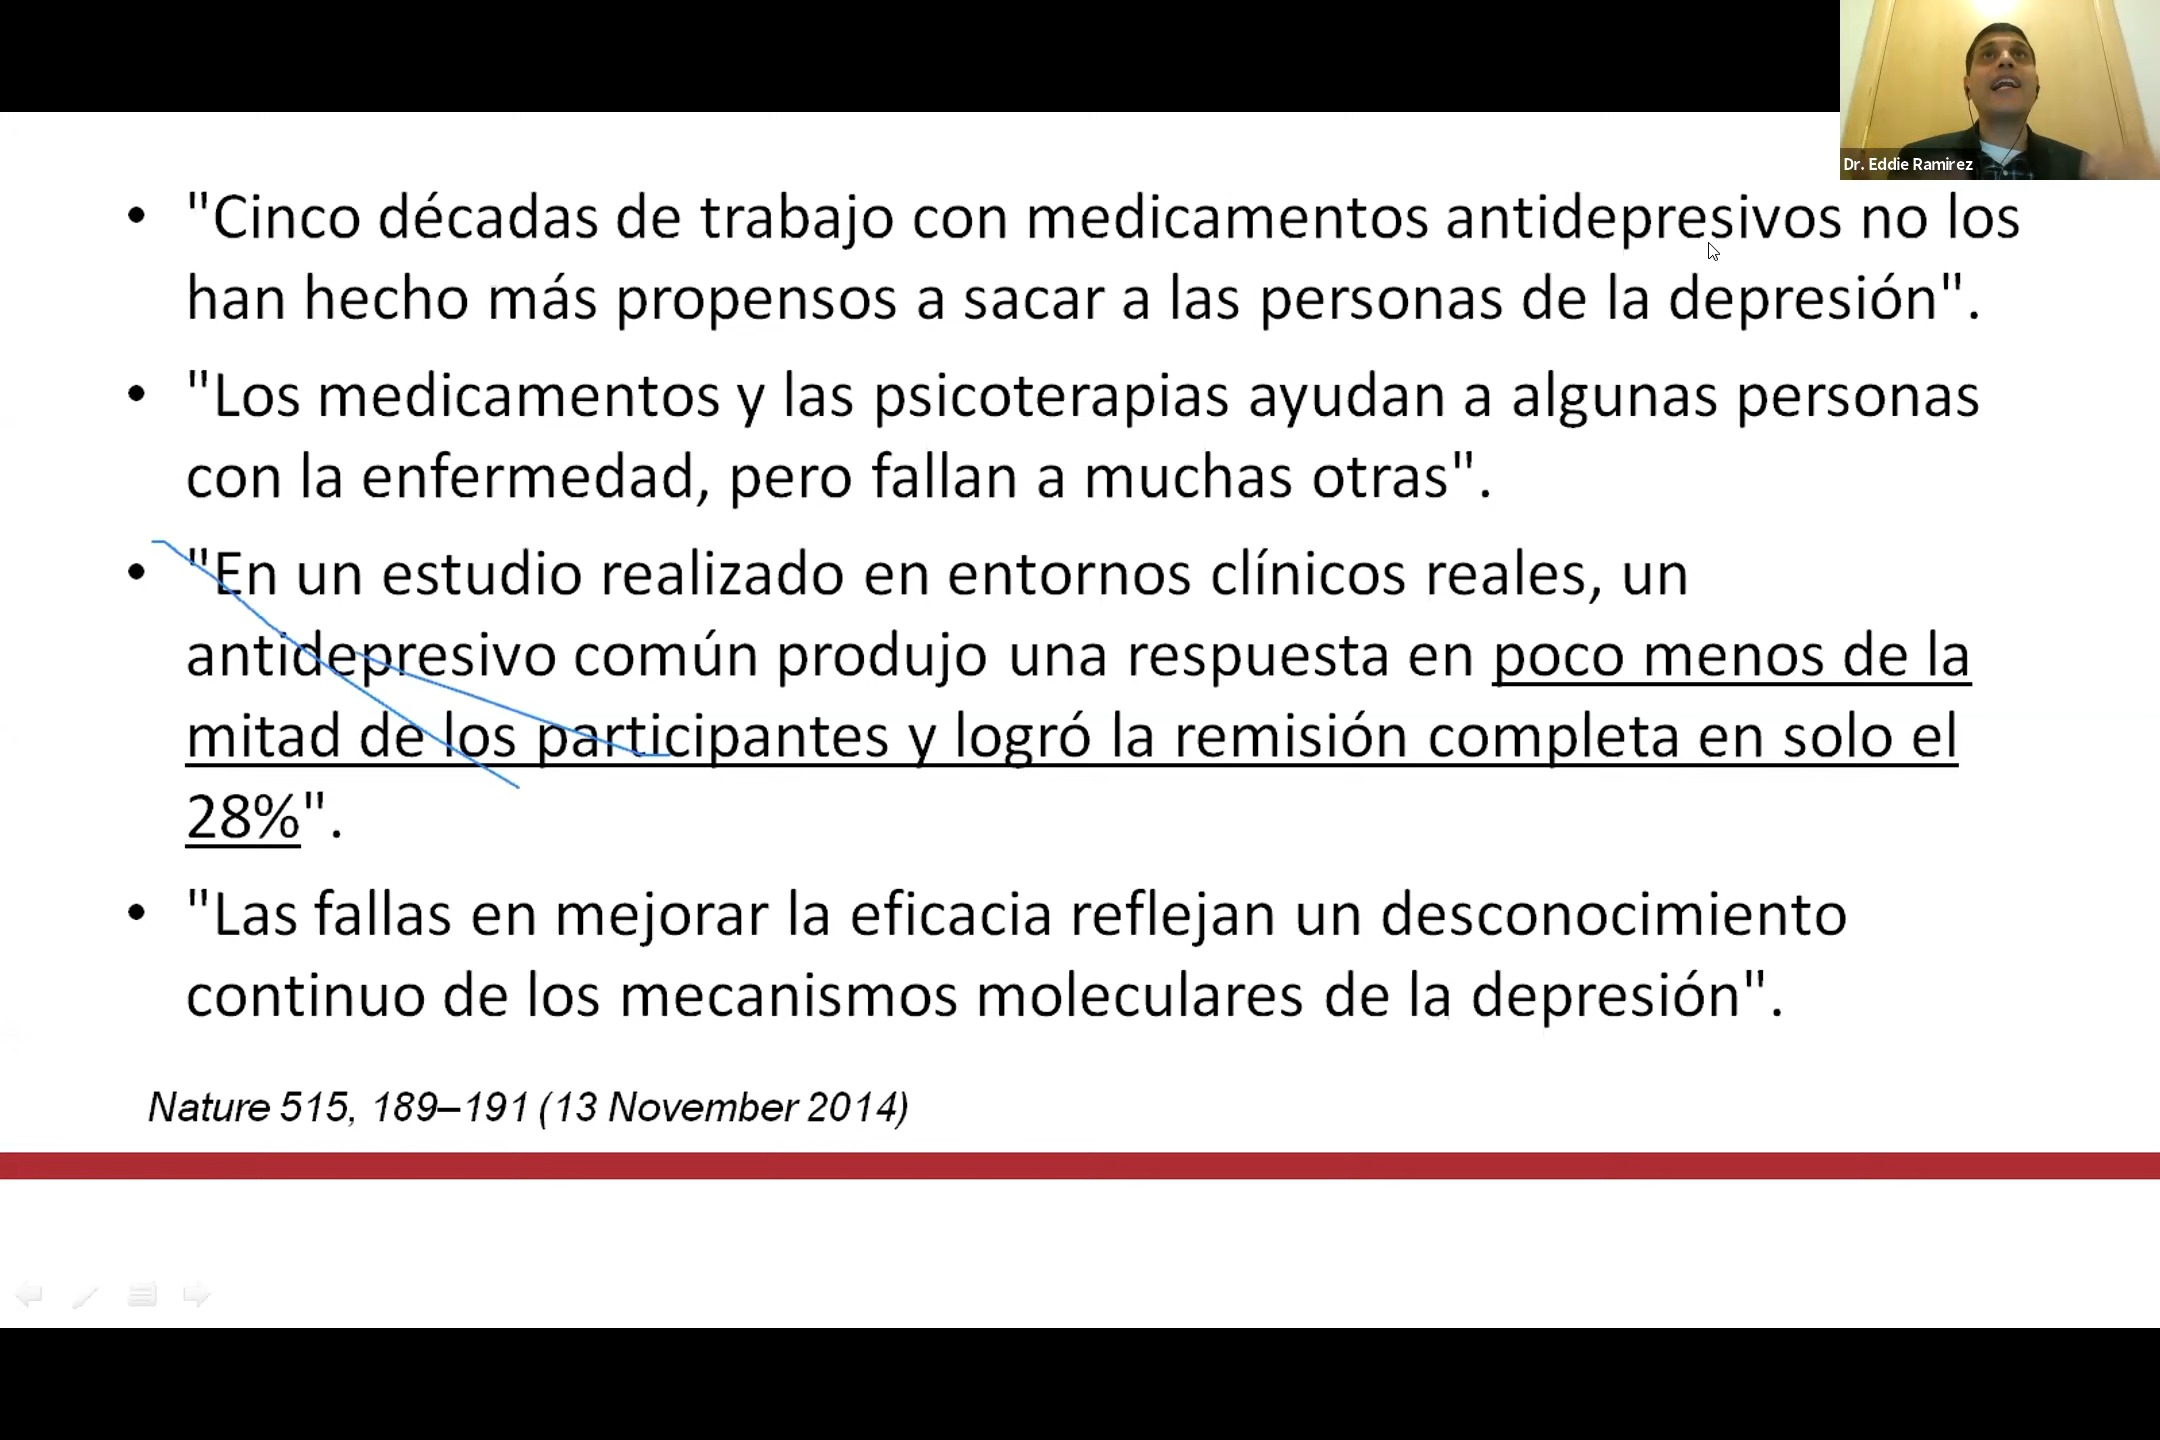 Dr. Eddie Ramirez
• "Cinco décadas de trabajo con medicamentos antidepresivos no los
han hecho más propensos a sacar a las personas de la depresión".
• "Los medicamentos y las psicoterapias ayudan a algunas personas
con la enfermedad, pero fallan a muchas otras".
• "En un estudio realizado en entornos clínicos reales, un
antidepresivo común produjo una respuesta en poco menos de la
mitad de los participantes y logró la remisión completa en solo el
28%".
• "Las fallas en mejorar la eficacia reflejan un desconocimiento
continuo de los mecanismos moleculares de la depresión".
Nature 515, 189–191 (13 November 2014)